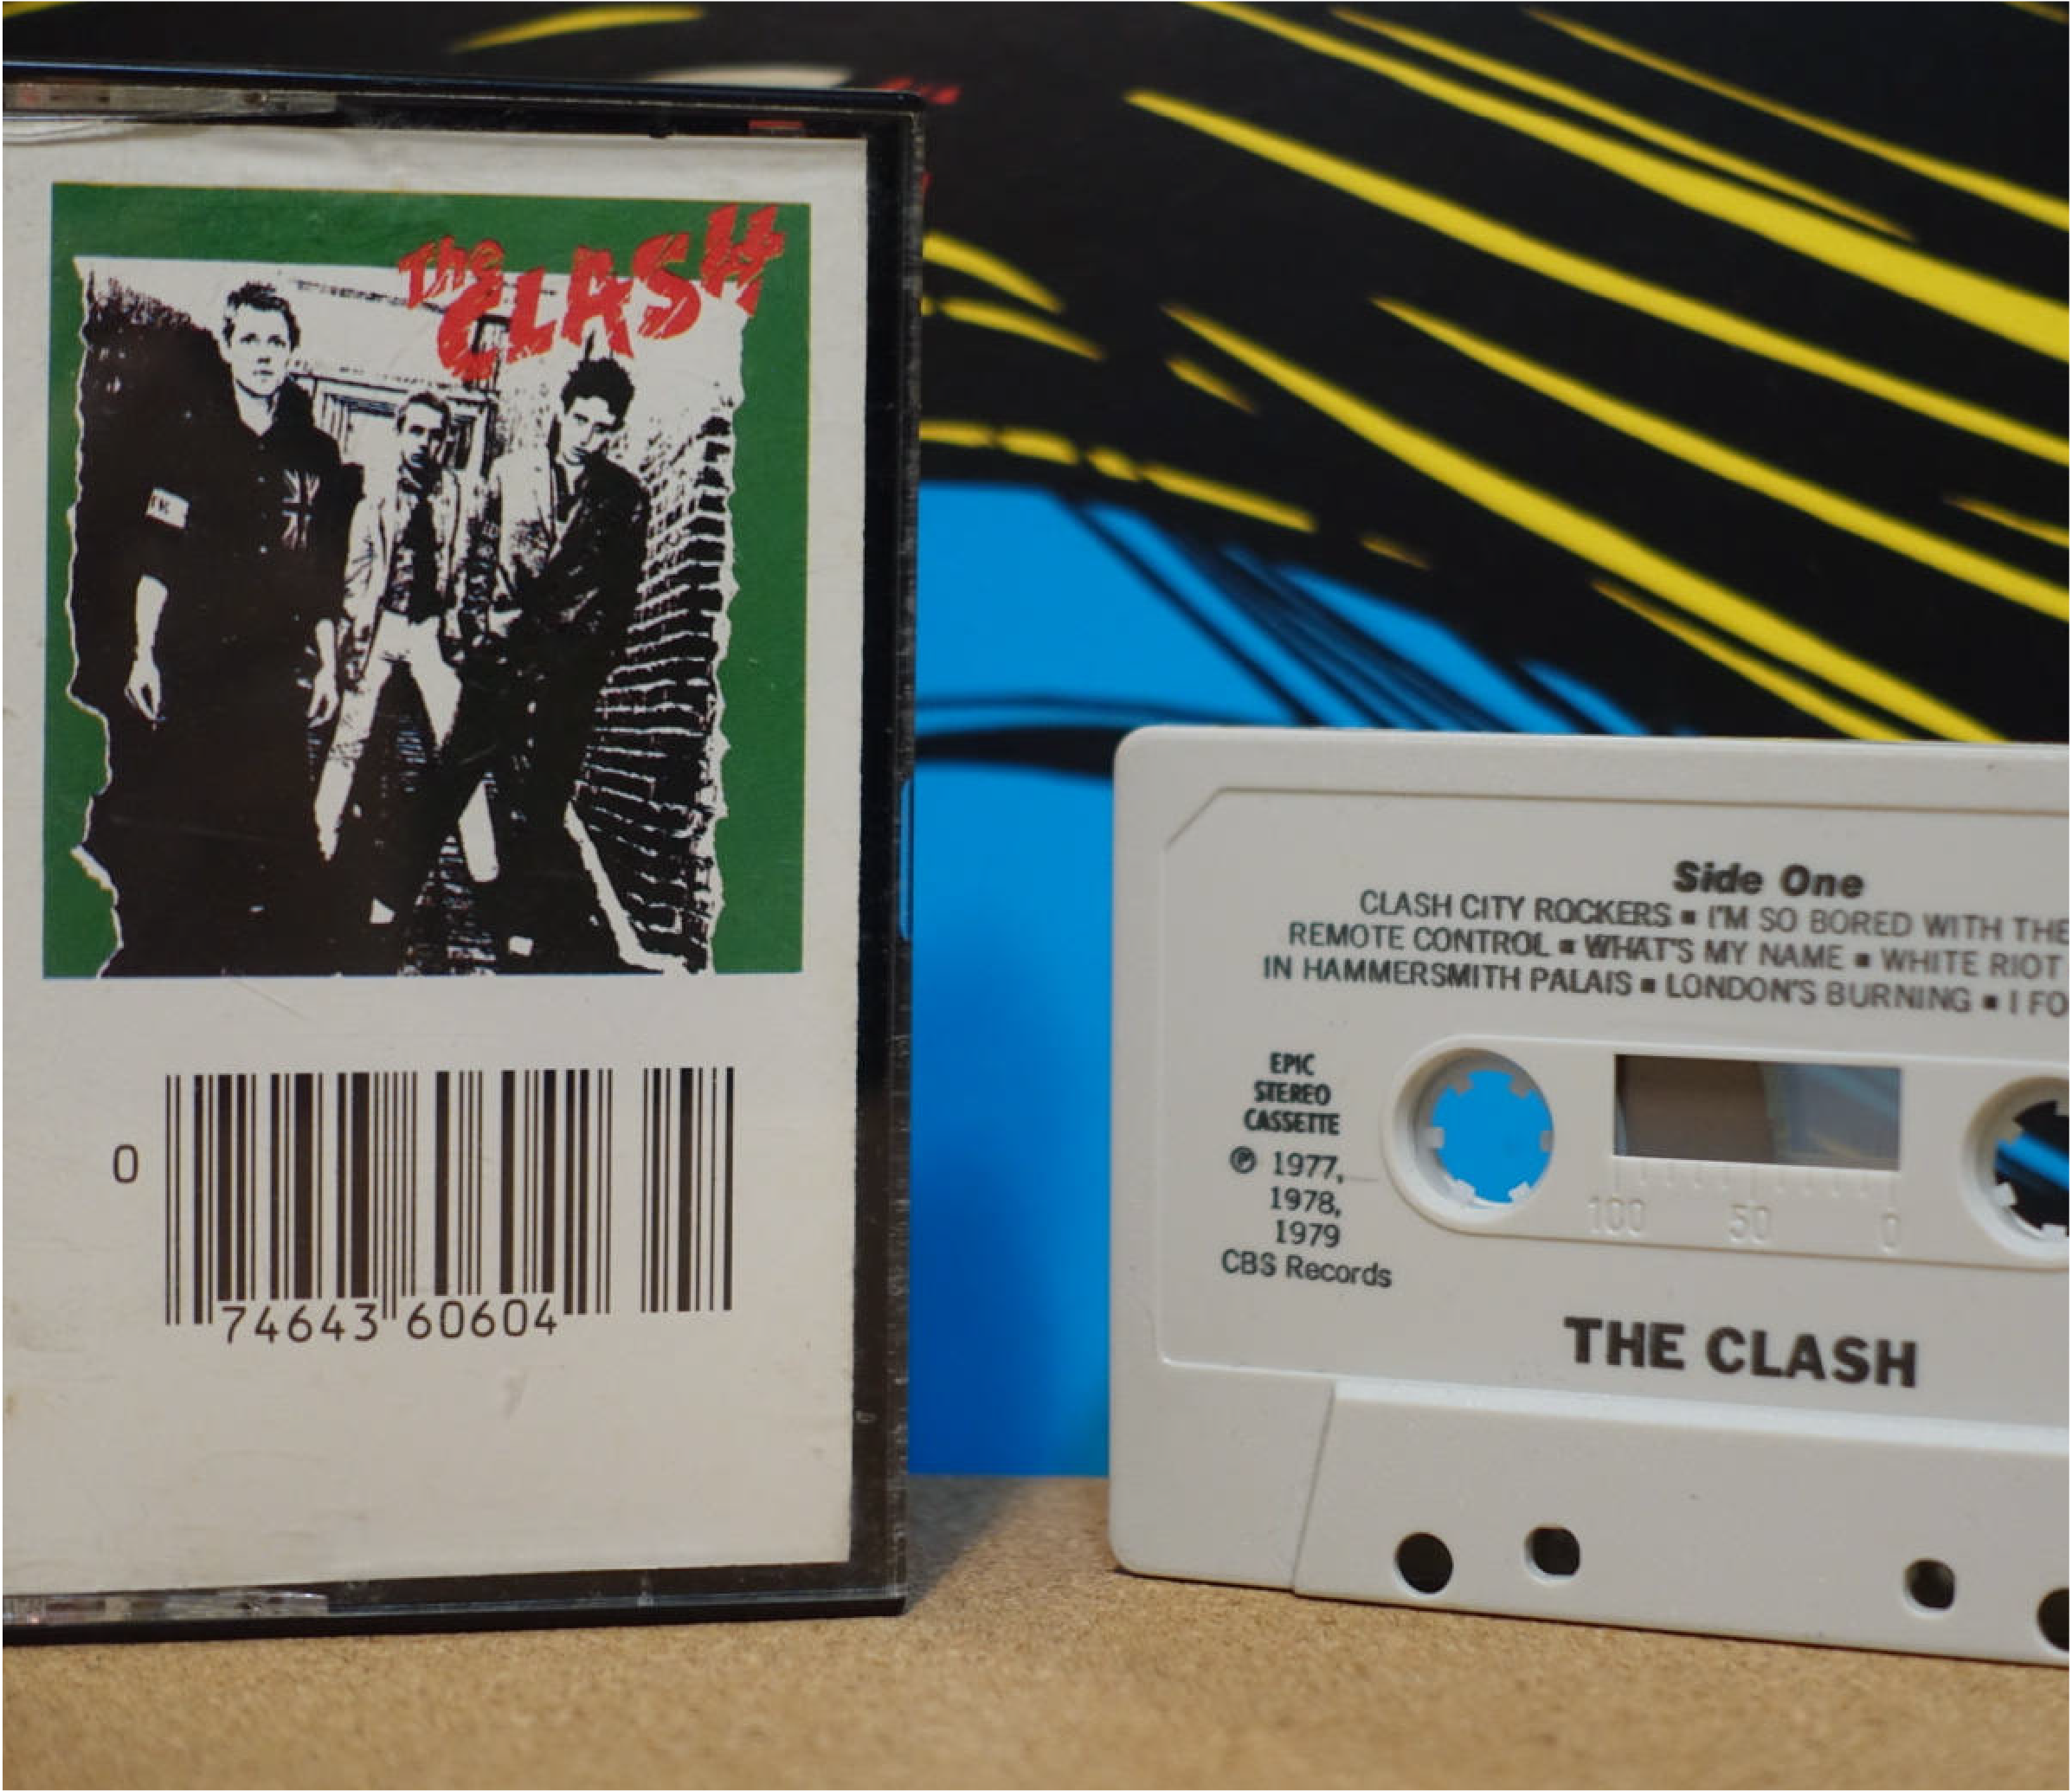 The
CLASH
0
74643 60604
Side One
CLASH CITY ROCKERS ▪ I'M SO BORED WITH THE
REMOTE CONTROL ▪ WHAT'S MY NAME ▪ WHITE RIOT
IN HAMMERSMITH PALAIS ▪ LONDON'S BURNING ▪ I FO
EPIC
STEREO
CASSETTE
℗ 1977,
1978,
1979
CBS Records
100 50 0
THE CLASH